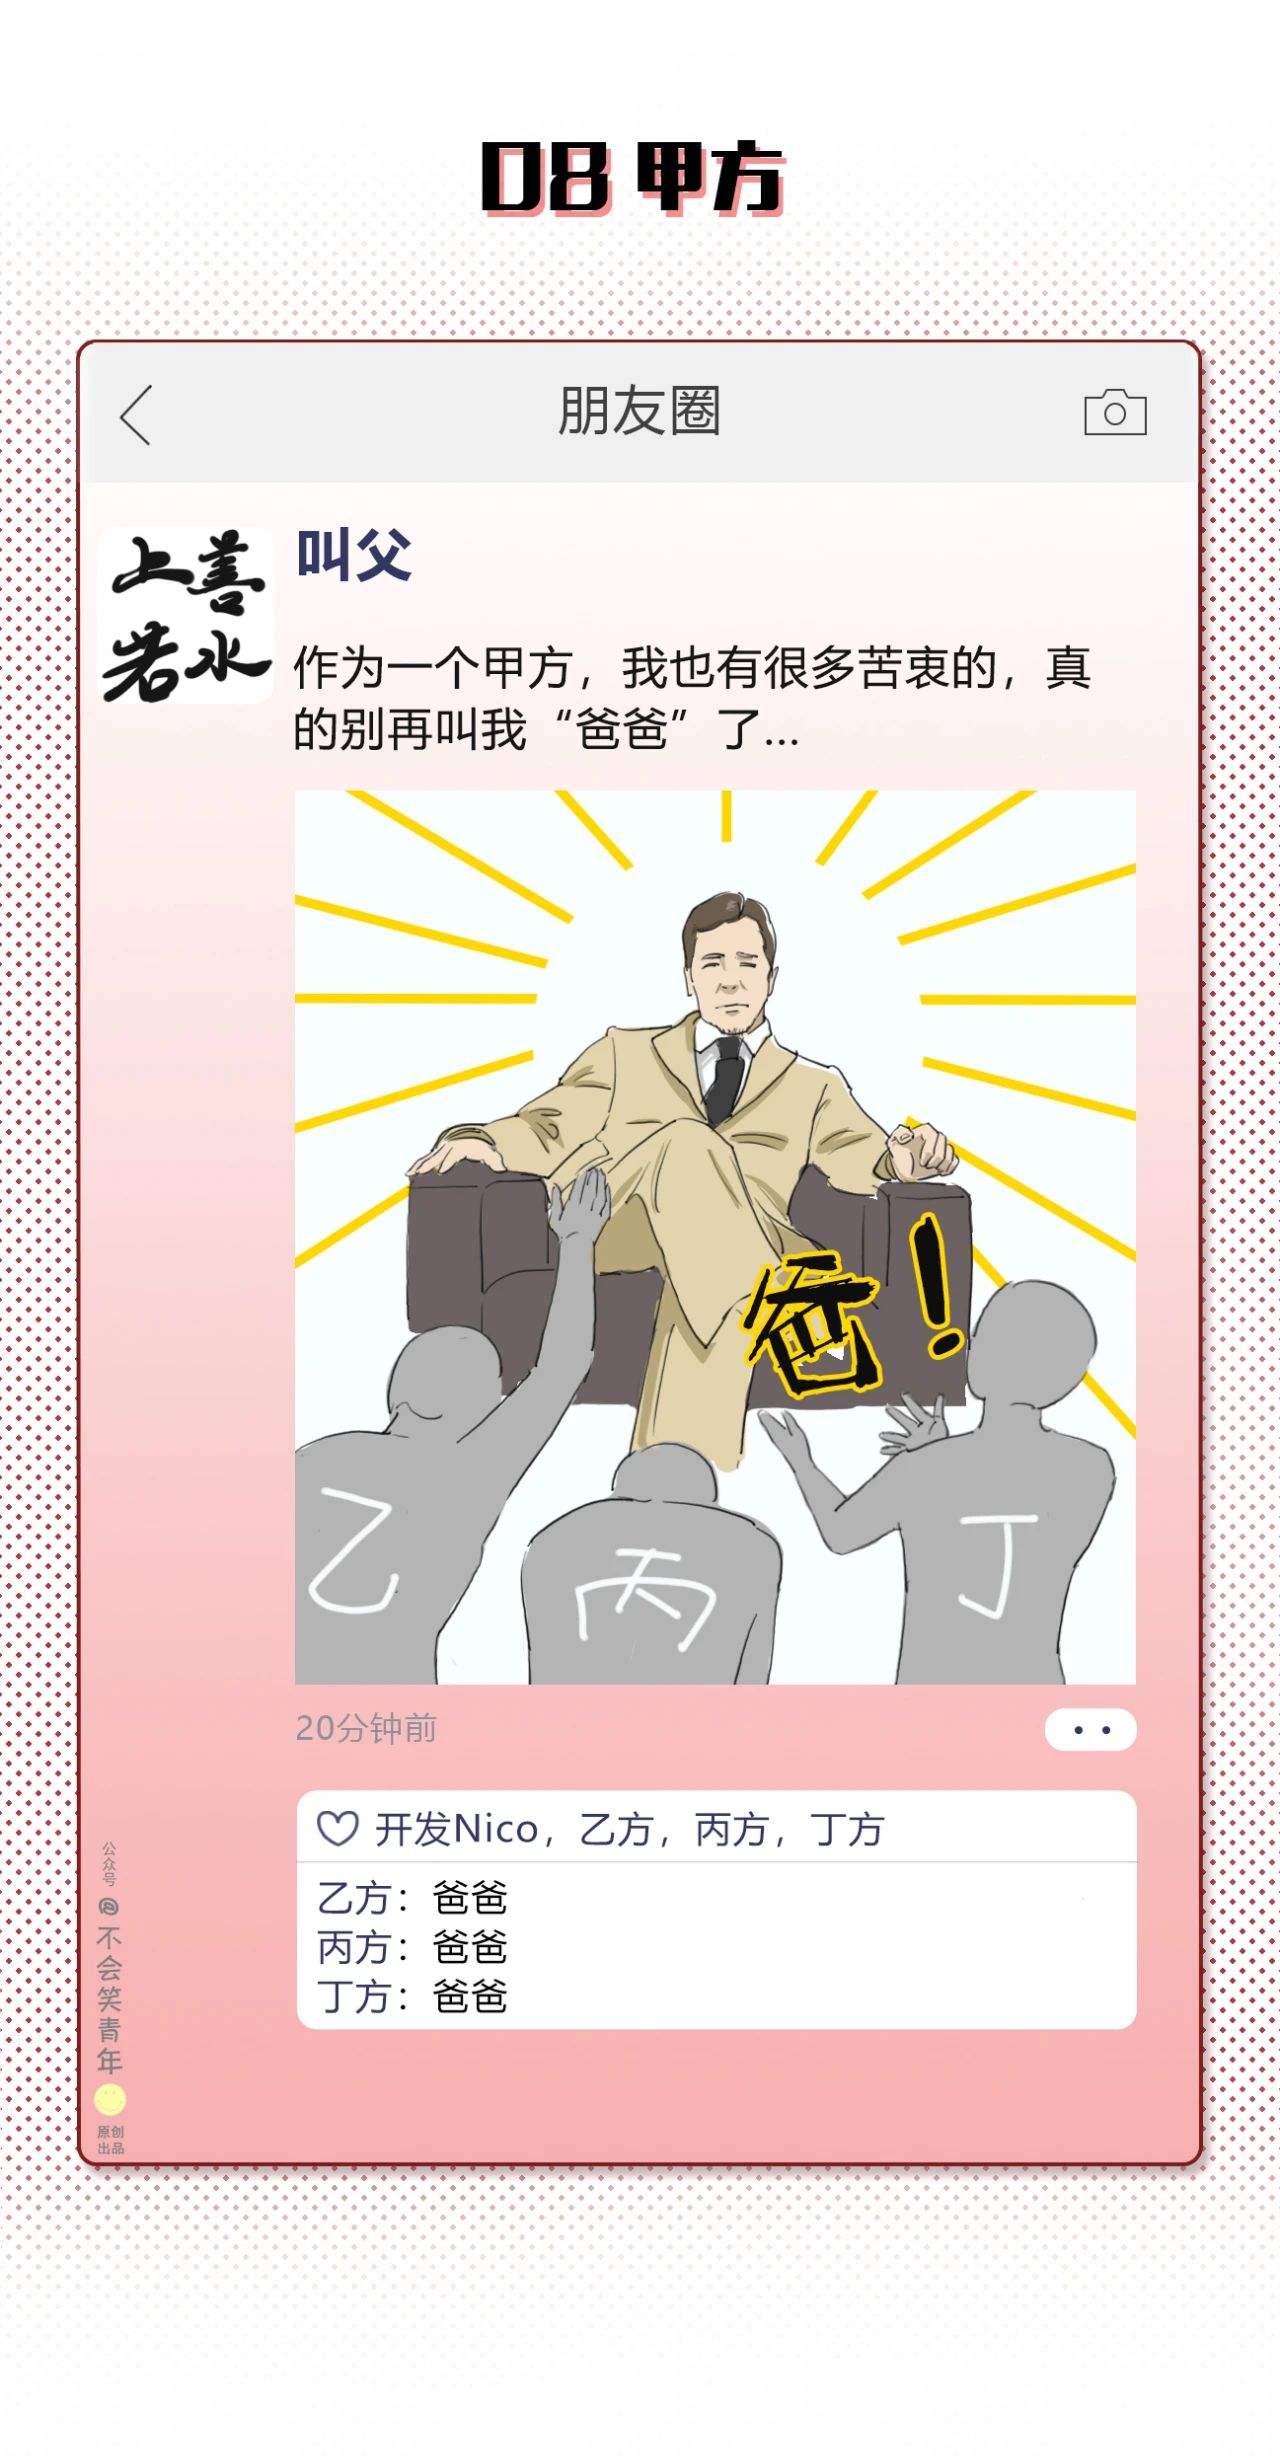 08 甲方
朋友圈
上善
若水
叫父
作为一个甲方，我也有很多苦衷的，真
的别再叫我“爸爸”了...
爸！
乙
丙
丁
20分钟前
开发Nico，乙方，丙方，丁方
乙方：爸爸
丙方：爸爸
丁方：爸爸
公众号
@不会笑青年
原创
出品